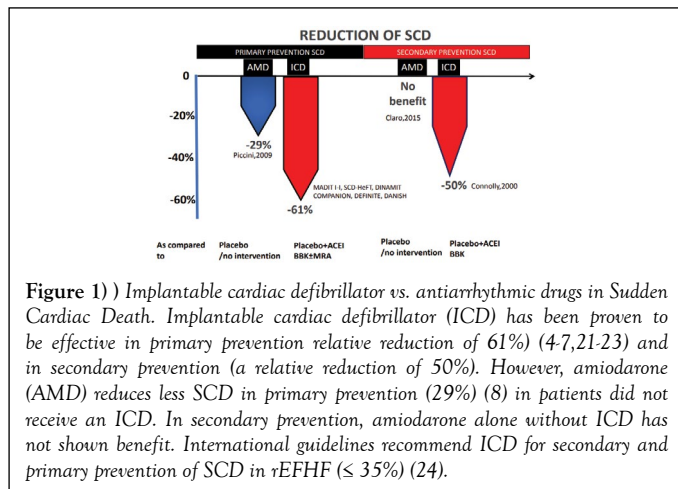 REDUCTION OF SCD
PRIMARY PREVENTION SCD
SECONDARY PREVENTION SCD
AMD
ICD
AMD
ICD
0
-20%
-40%
-60%
No
benefit
Claro,2015
-29%
Piccini,2009
-61%
MADIT I-I, SCD-HeFT, DINAMIT
COMPANION, DEFINITE, DANISH
-50%
Connolly,2000
As compared
to
Placebo
/no intervention
Placebo+ACEI
BBK±MRA
Placebo
/no intervention
Placebo+ACEI
BBK
Figure 1) ) Implantable cardiac defibrillator vs. antiarrhythmic drugs in Sudden
Cardiac Death. Implantable cardiac defibrillator (ICD) has been proven to
be effective in primary prevention relative reduction of 61%) (4-7,21-23) and
in secondary prevention (a relative reduction of 50%). However, amiodarone
(AMD) reduces less SCD in primary prevention (29%) (8) in patients did not
receive an ICD. In secondary prevention, amiodarone alone without ICD has
not shown benefit. International guidelines recommend ICD for secondary and
primary prevention of SCD in rEFHF (≤ 35%) (24).